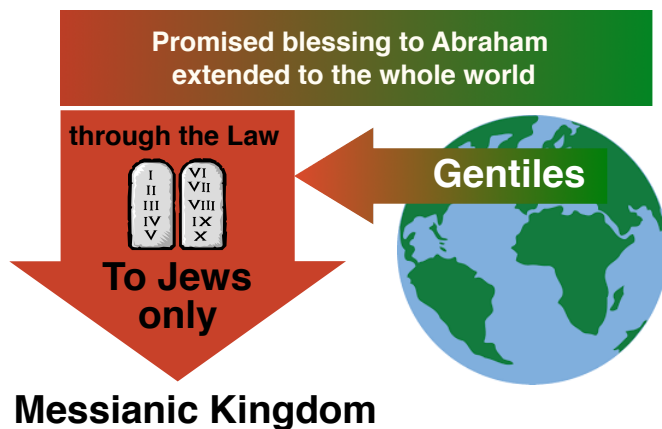 Promised blessing to Abraham
extended to the whole world
through the Law
I
II
III
IV
V
VI
VII
VIII
IX
X
To Jews
only
Gentiles
Messianic Kingdom